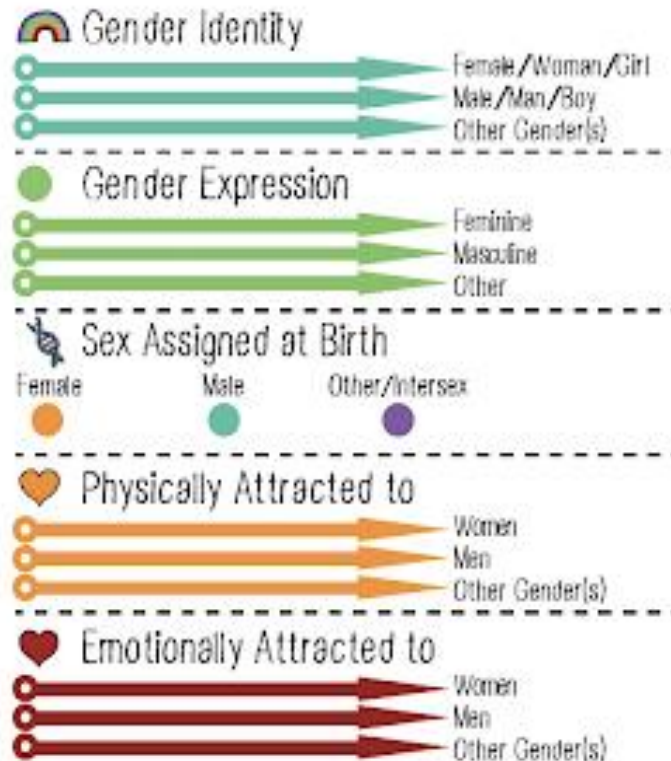 Gender Identity
Female/Woman/Girl
Male/Man/Boy
Other Gender(s)
Gender Expression
Feminine
Masculine
Other
Sex Assigned at Birth
Female Male Other/Intersex
Physically Attracted to
Women
Men
Other Gender(s)
Emotionally Attracted to
Women
Men
Other Gender(s)